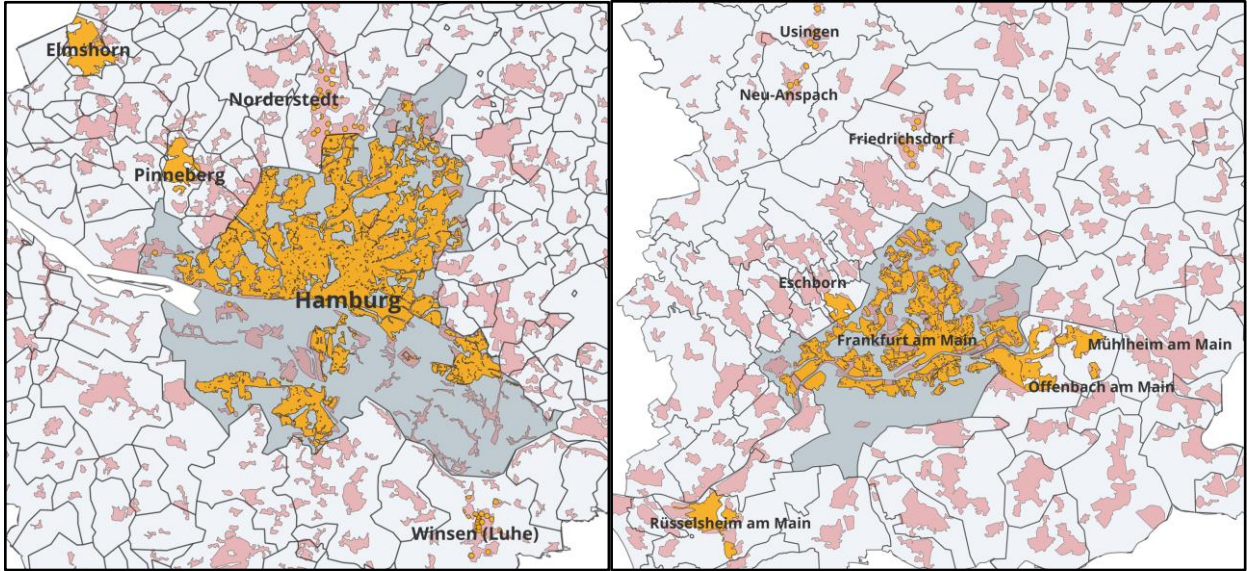 Elmshorn
Norderstedt
Pinneberg
Hamburg
Winsen (Luhe)
Usingen
Neu-Anspach
Friedrichsdorf
Eschborn
Frankfurt am Main
Mühlheim am Main
Offenbach am Main
Rüsselsheim am Main